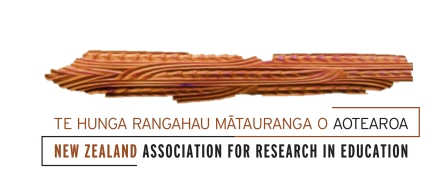 TE HUNGA RANGAHAU MĀTAURANGA O AOTEAROA
NEW ZEALAND ASSOCIATION FOR RESEARCH IN EDUCATION